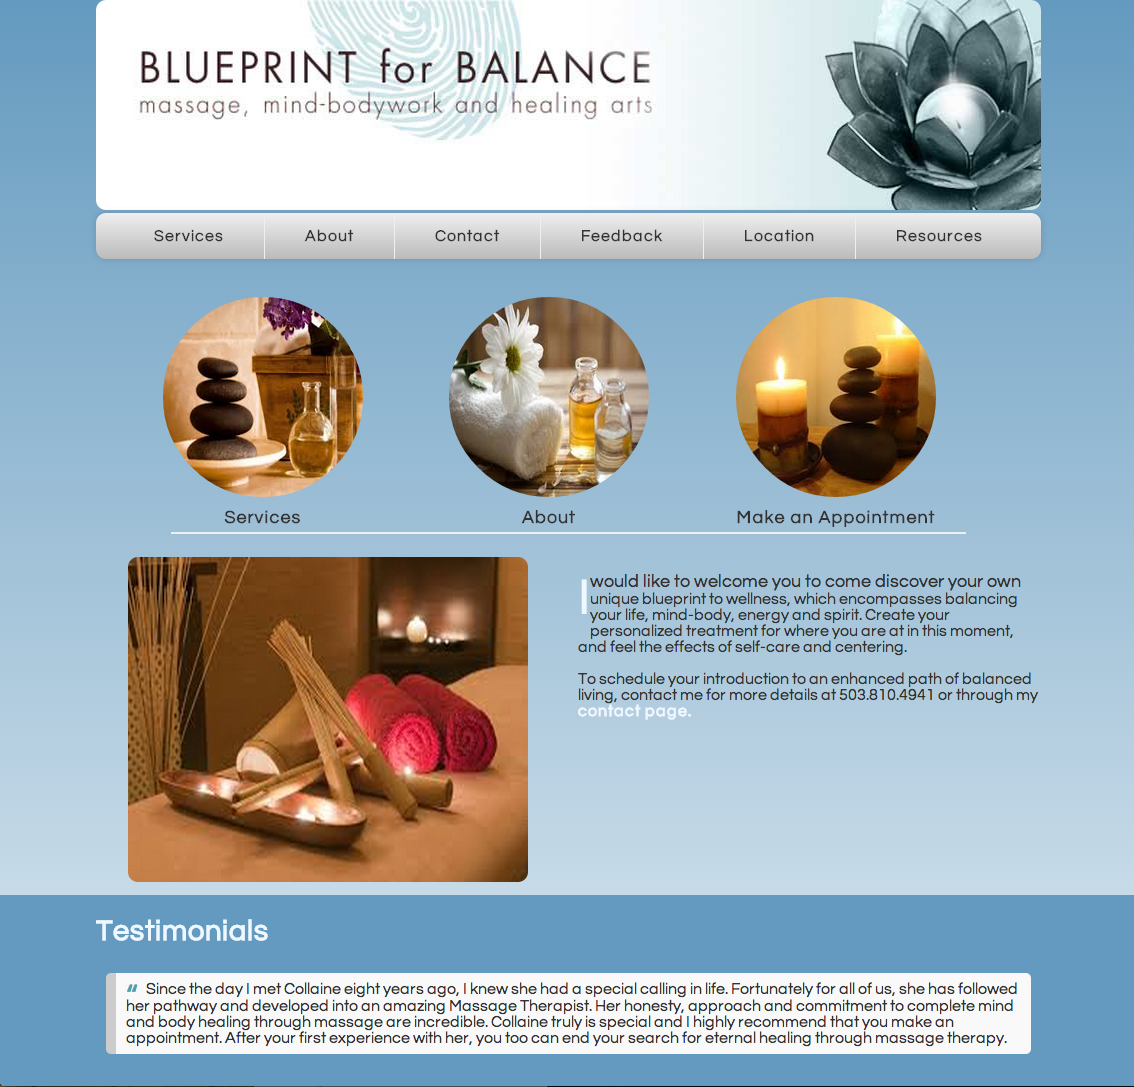 BLUEPRINT for BALANCE
massage, mind-bodywork and healing arts
Services About Contact Feedback Location Resources
Services About Make an Appointment
I would like to welcome you to come discover your own
unique blueprint to wellness, which encompasses balancing
your life, mind-body, energy and spirit. Create your
personalized treatment for where you are at in this moment,
and feel the effects of self-care and centering.
To schedule your introduction to an enhanced path of balanced
living, contact me for more details at 503.810.4941 or through my
contact page.
Testimonials
“ Since the day I met Collaine eight years ago, I knew she had a special calling in life. Fortunately for all of us, she has followed
her pathway and developed into an amazing Massage Therapist. Her honesty, approach and commitment to complete mind
and body healing through massage are incredible. Collaine truly is special and I highly recommend that you make an
appointment. After your first experience with her, you too can end your search for eternal healing through massage therapy.